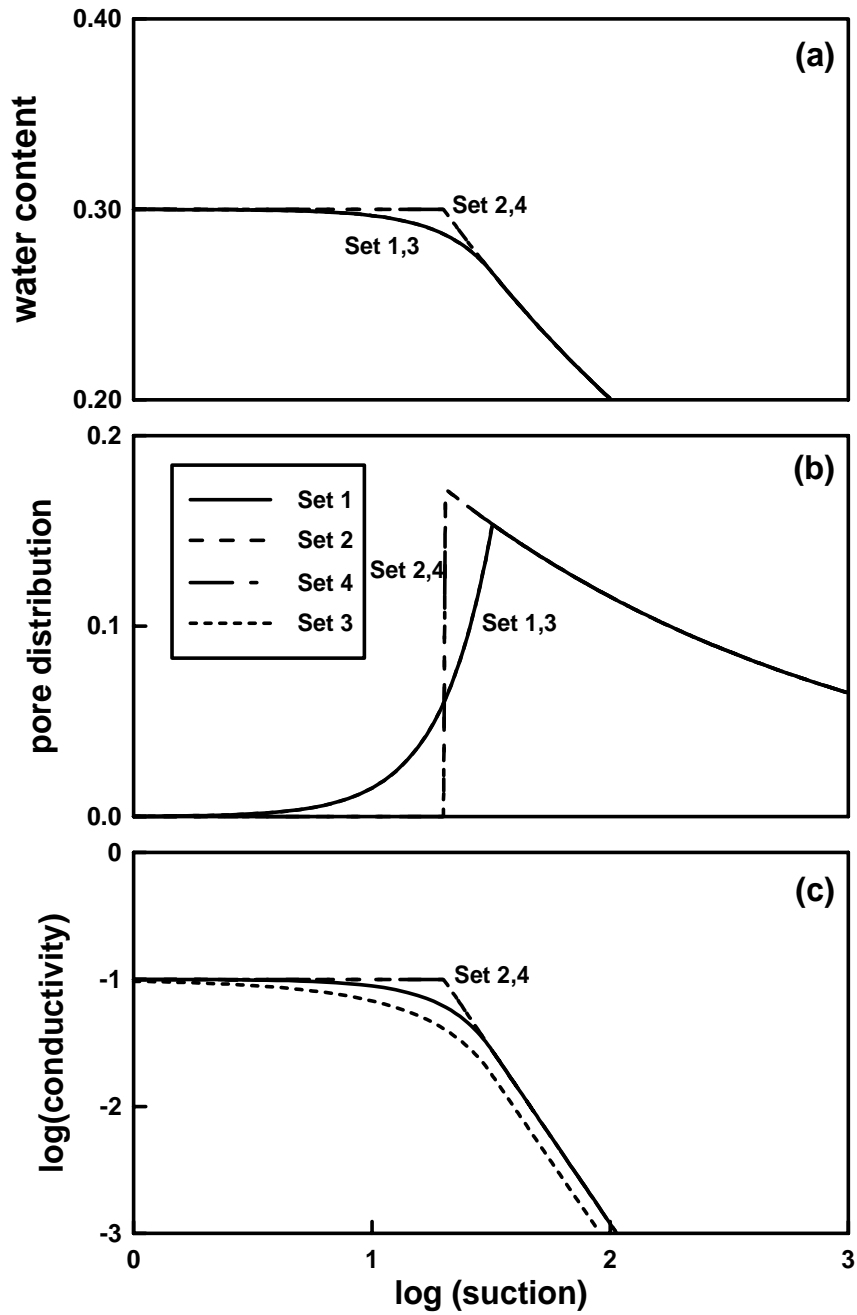 0.40
(a)
water content
0.30
Set 2,4
Set 1,3
0.20
0.2
(b)
pore distribution
Set 1
Set 2
Set 4
Set 3
Set 2,4
Set 1,3
0.1
0.0
0
(c)
log(conductivity)
-1
Set 2,4
-2
-3
0 1 2 3
log (suction)